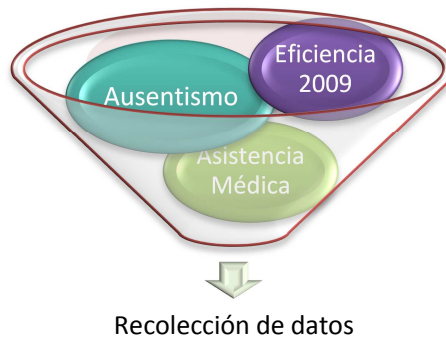 Eficiencia
2009
Ausentismo
Asistencia
Médica
Recolección de datos